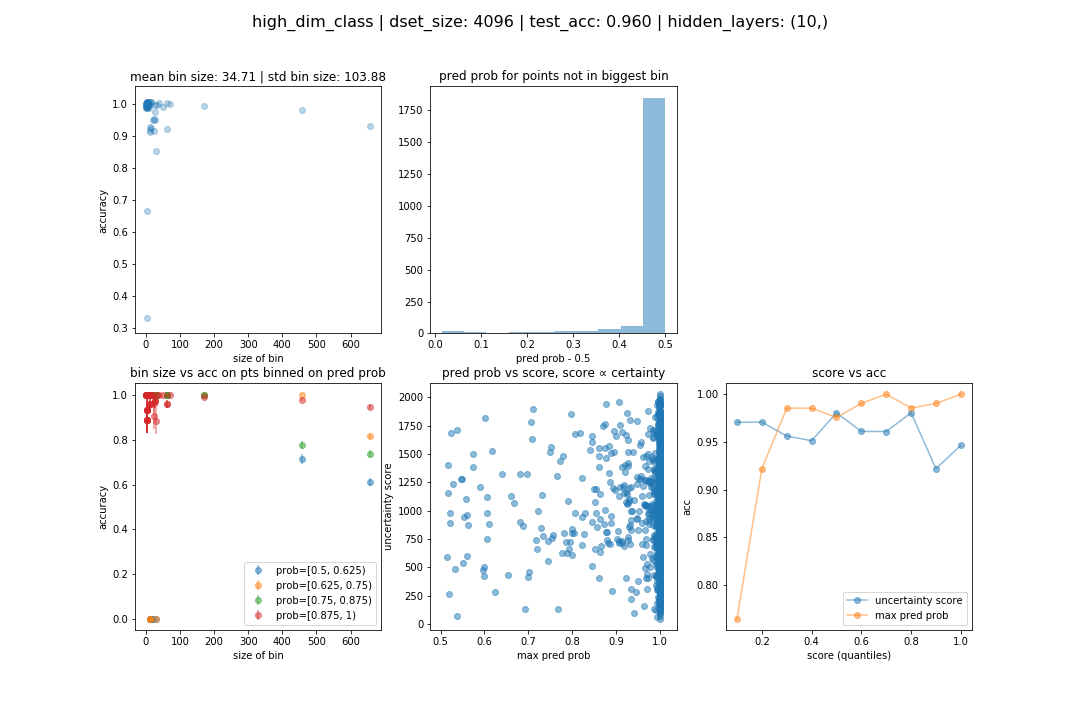 high_dim_class | dset_size: 4096 | test_acc: 0.960 | hidden_layers: (10,)
mean bin size: 34.71 | std bin size: 103.88
1.0
0.9
0.8
0.7
0.6
0.5
0.4
0.3
accuracy
0 100 200 300 400 500 600
size of bin
pred prob for points not in biggest bin
1750
1500
1250
1000
750
500
250
0
0.0 0.1 0.2 0.3 0.4 0.5
pred prob - 0.5
bin size vs acc on pts binned on pred prob
1.0
0.8
0.6
0.4
0.2
0.0
accuracy
prob=[0.5, 0.625)
prob=[0.625, 0.75)
prob=[0.75, 0.875)
prob=[0.875, 1)
0 100 200 300 400 500 600
size of bin
pred prob vs score, score ∝ certainty
2000
1750
1500
1250
1000
750
500
250
0
uncertainty score
0.5 0.6 0.7 0.8 0.9 1.0
max pred prob
score vs acc
1.00
0.95
0.90
0.85
0.80
acc
uncertainty score
max pred prob
0.2 0.4 0.6 0.8 1.0
score (quantiles)